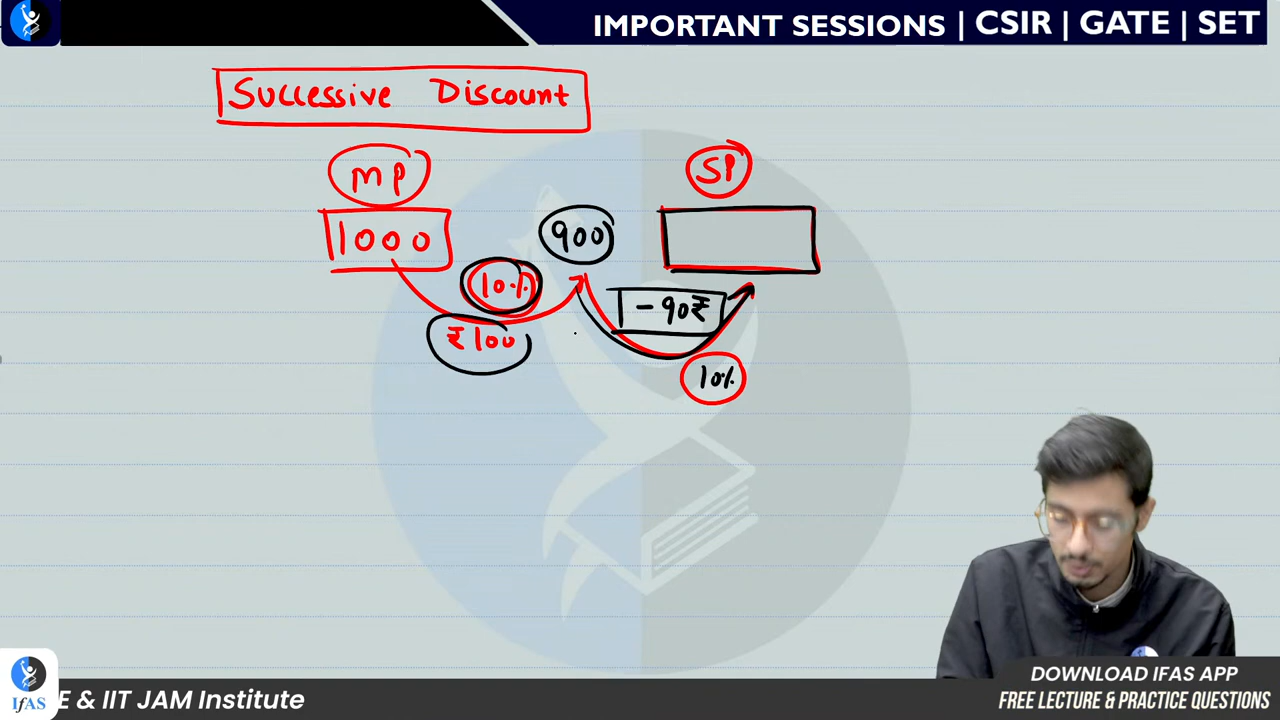 IMPORTANT SESSIONS | CSIR | GATE | SET
Successive Discount
MP
SP
1000
900
10%
-90₹
₹100
10%
DOWNLOAD IFAS APP
FREE LECTURE & PRACTICE QUESTIONS
IfAS
E & IIT JAM Institute